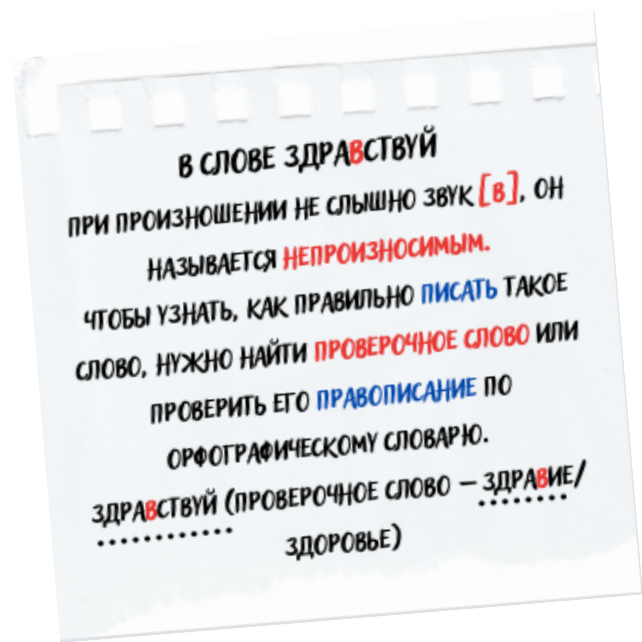 В СЛОВЕ ЗДРАВСТВУЙ
ПРИ ПРОИЗНОШЕНИИ НЕ СЛЫШНО ЗВУК [В], ОН
НАЗЫВАЕТСЯ НЕПРОИЗНОСИМЫМ.
ЧТОБЫ УЗНАТЬ, КАК ПРАВИЛЬНО ПИСАТЬ ТАКОЕ
СЛОВО, НУЖНО НАЙТИ ПРОВЕРОЧНОЕ СЛОВО ИЛИ
ПРОВЕРИТЬ ЕГО ПРАВОПИСАНИЕ ПО
ОРФОГРАФИЧЕСКОМУ СЛОВАРЮ.
ЗДРАВСТВУЙ (ПРОВЕРОЧНОЕ СЛОВО – ЗДРАВИЕ/
ЗДОРОВЬЕ)